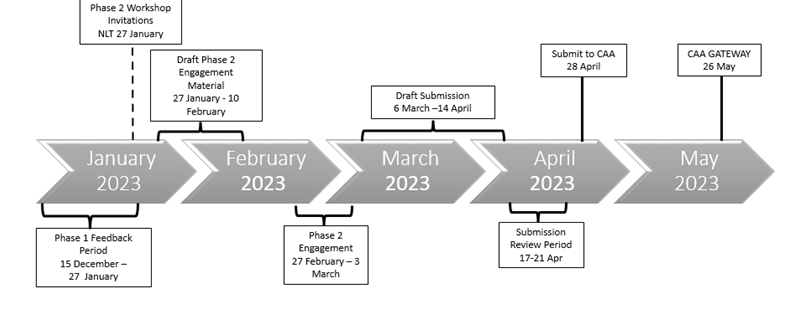 Phase 2 Workshop
Invitations
NLT 27 January
Draft Phase 2
Engagement
Material
27 January - 10
February
Draft Submission
6 March –14 April
Submit to CAA
28 April
CAA GATEWAY
26 May
January
2023
February
2023
March
2023
April
2023
May
2023
Phase 1 Feedback
Period
15 December –
27 January
Phase 2
Engagement
27 February – 3
March
Submission
Review Period
17-21 Apr